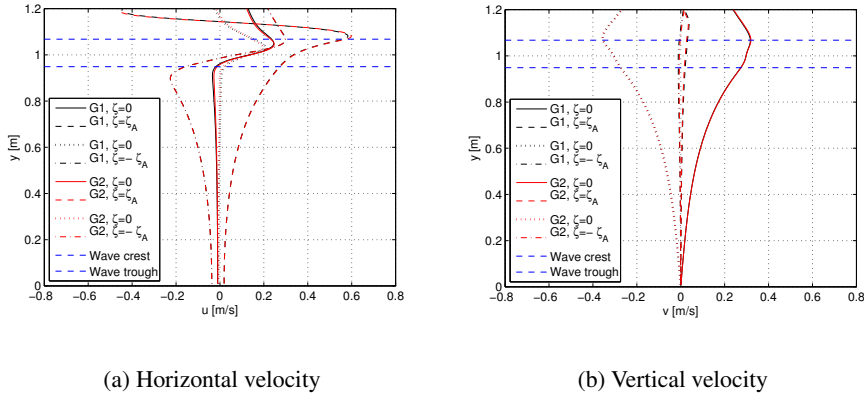 1.2
1
0.8
0.6
0.4
1.2
0
y [m]
G1, ζ=0
G1, ζ=ζA
G1, ζ=0
G1, ζ=− ζA
G2, ζ=0
G2, ζ=ζA
G2, ζ=0
G2, ζ=− ζA
Wave crest
Wave trough
−0.8 −0.6 −0.4 −0.2 0 0.2 0.4 0.6 0.8
u [m/s]
(a) Horizontal velocity
1.2
1
0.8
0.6
0.4
1.2
0
y [m]
G1, ζ=0
G1, ζ=ζA
G1, ζ=0
G1, ζ=− ζA
G2, ζ=0
G2, ζ=ζA
G2, ζ=0
G2, ζ=− ζA
Wave crest
Wave trough
−0.8 −0.6 −0.4 −0.2 0 0.2 0.4 0.6 0.8
v [m/s]
(b) Vertical velocity